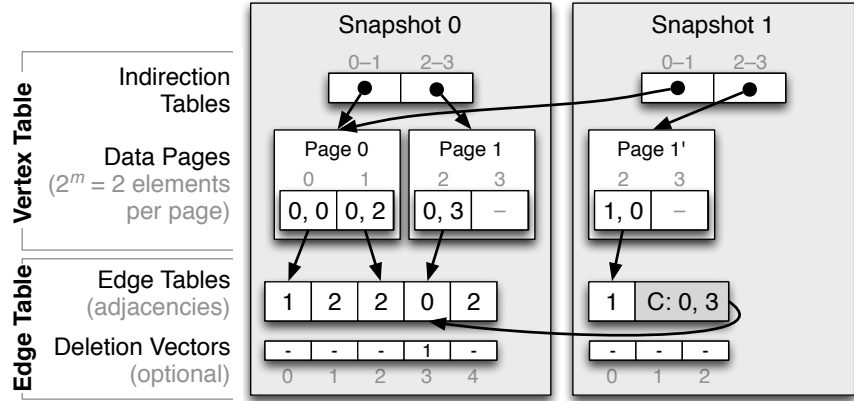 Snapshot 0
Snapshot 1
Vertex Table
Indirection
Tables
0–1 2–3
0–1 2–3
Data Pages
(2^m = 2 elements
per page)
Page 0
0 1
0, 0 0, 2
Page 1
2 3
0, 3 –
Page 1'
2 3
1, 0 –
Edge Table
Edge Tables
(adjacencies)
1 2 2 0 2
1 C: 0, 3
Deletion Vectors
(optional)
- - - 1 -
0 1 2 3 4
- - -
0 1 2